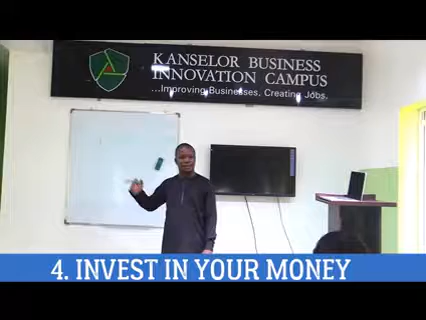 KANSELOR BUSINESS
INNOVATION CAMPUS
...Improving Businesses, Creating Jobs.
4. INVEST IN YOUR MONEY